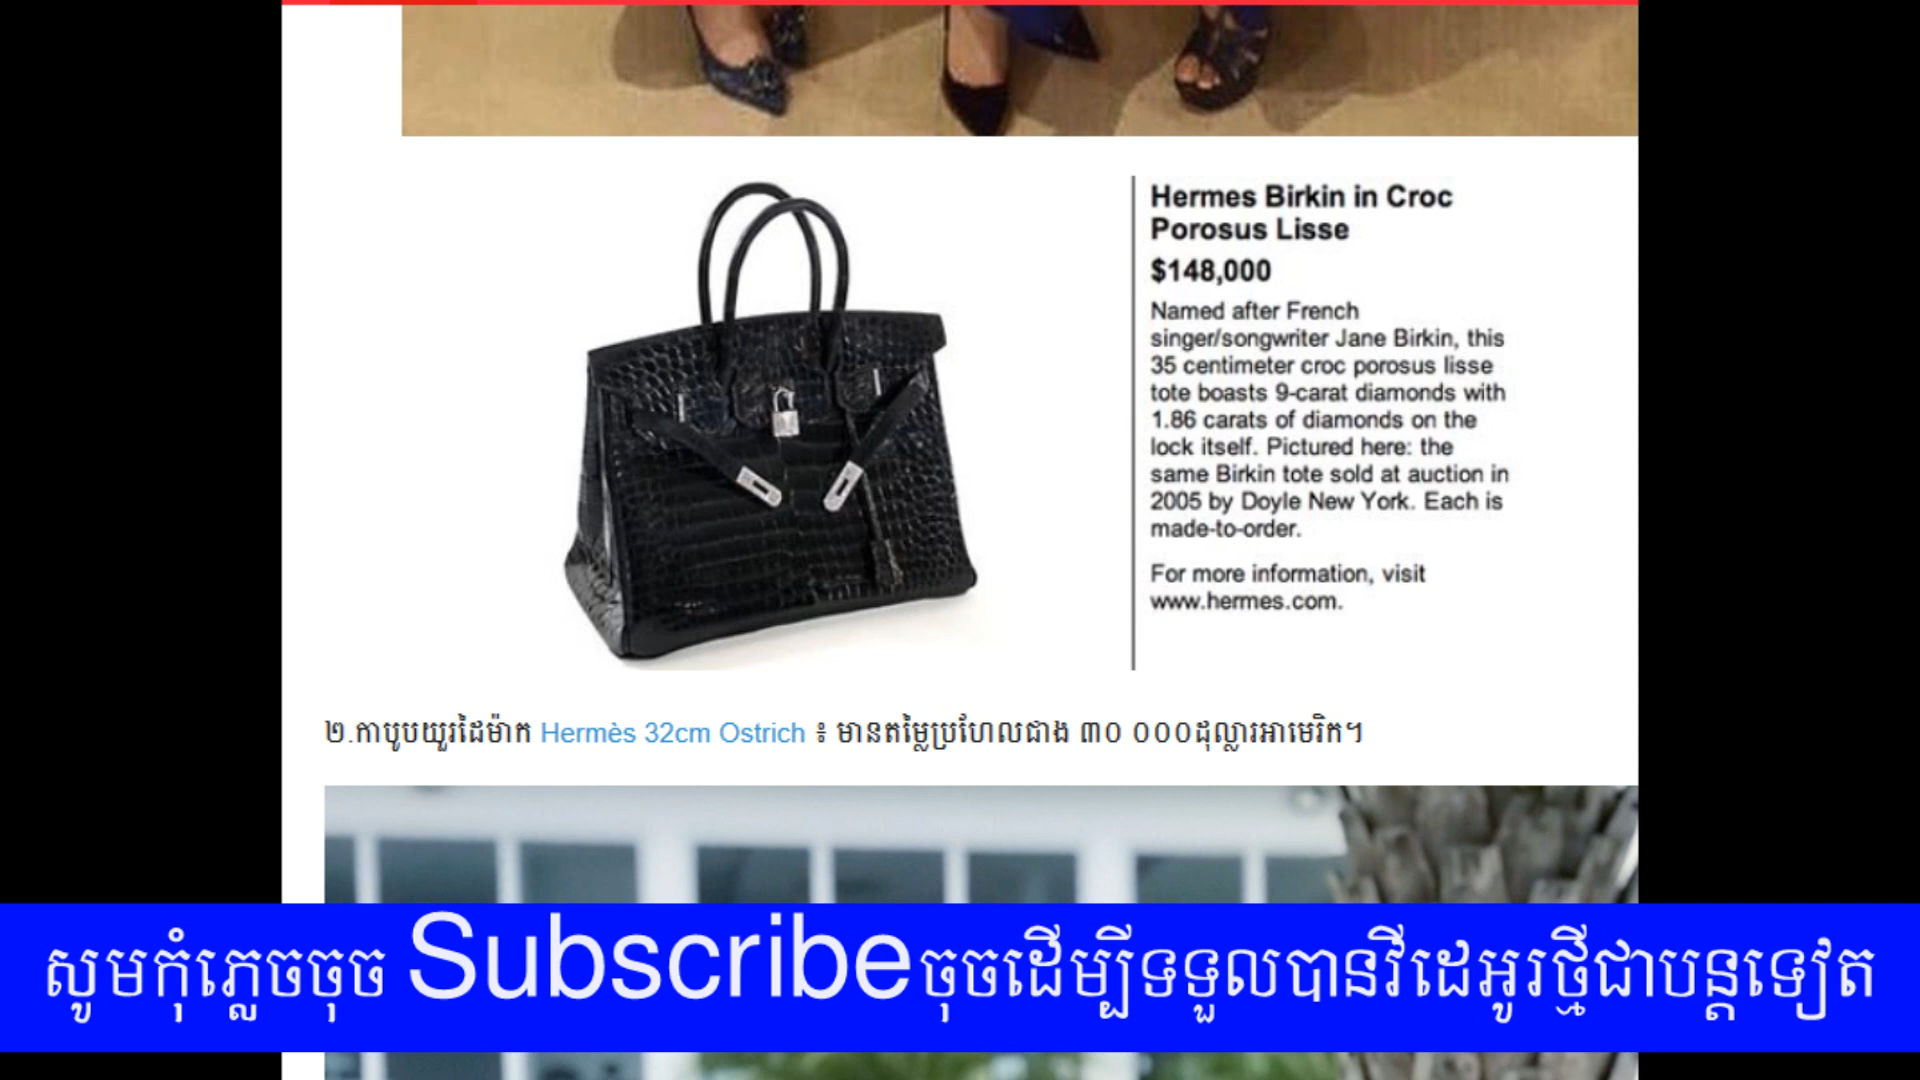 Hermes Birkin in Croc
Porosus Lisse
$148,000
Named after French
singer/songwriter Jane Birkin, this
35 centimeter croc porosus lisse
tote boasts 9-carat diamonds with
1.86 carats of diamonds on the
lock itself. Pictured here: the
same Birkin tote sold at auction in
2005 by Doyle New York. Each is
made-to-order.
For more information, visit
www.hermes.com.
២.កាបូបយួរដៃម៉ាក Hermès 32cm Ostrich ៖ មានតម្លៃប្រហែលជាង ៣០ ០០០ដុល្លារអាមេរិក។
សូមកុំភ្លេចចុច Subscribe ចុចដើម្បីទទួលបានវីដេអូរថ្មីជាបន្តទៀត